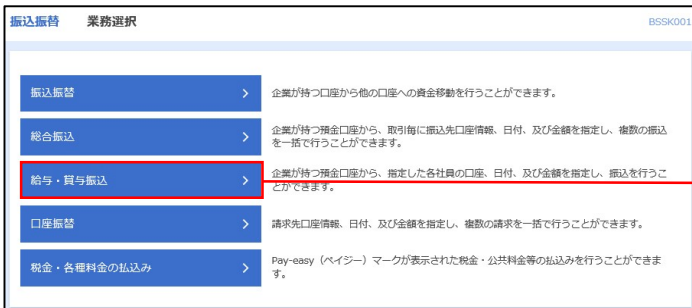 振込振替 業務選択 BSSK001
振込振替 企業が持つ口座から他の口座への資金移動を行うことができます。
総合振込 企業が持つ預金口座から、取引毎に振込先口座情報、日付、及び金額を指定し、複数の振込
を一括で行うことができます。
給与・賞与振込 企業が持つ預金口座から、指定した各社員の口座、日付、及び金額を指定し、振込を行うこ
とができます。
口座振替 請求先口座情報、日付、及び金額を指定し、複数の請求を一括で行うことができます。
税金・各種料金の払込み Pay-easy（ペイジー）マークが表示された税金・公共料金等の払込みを行うことができま
す。